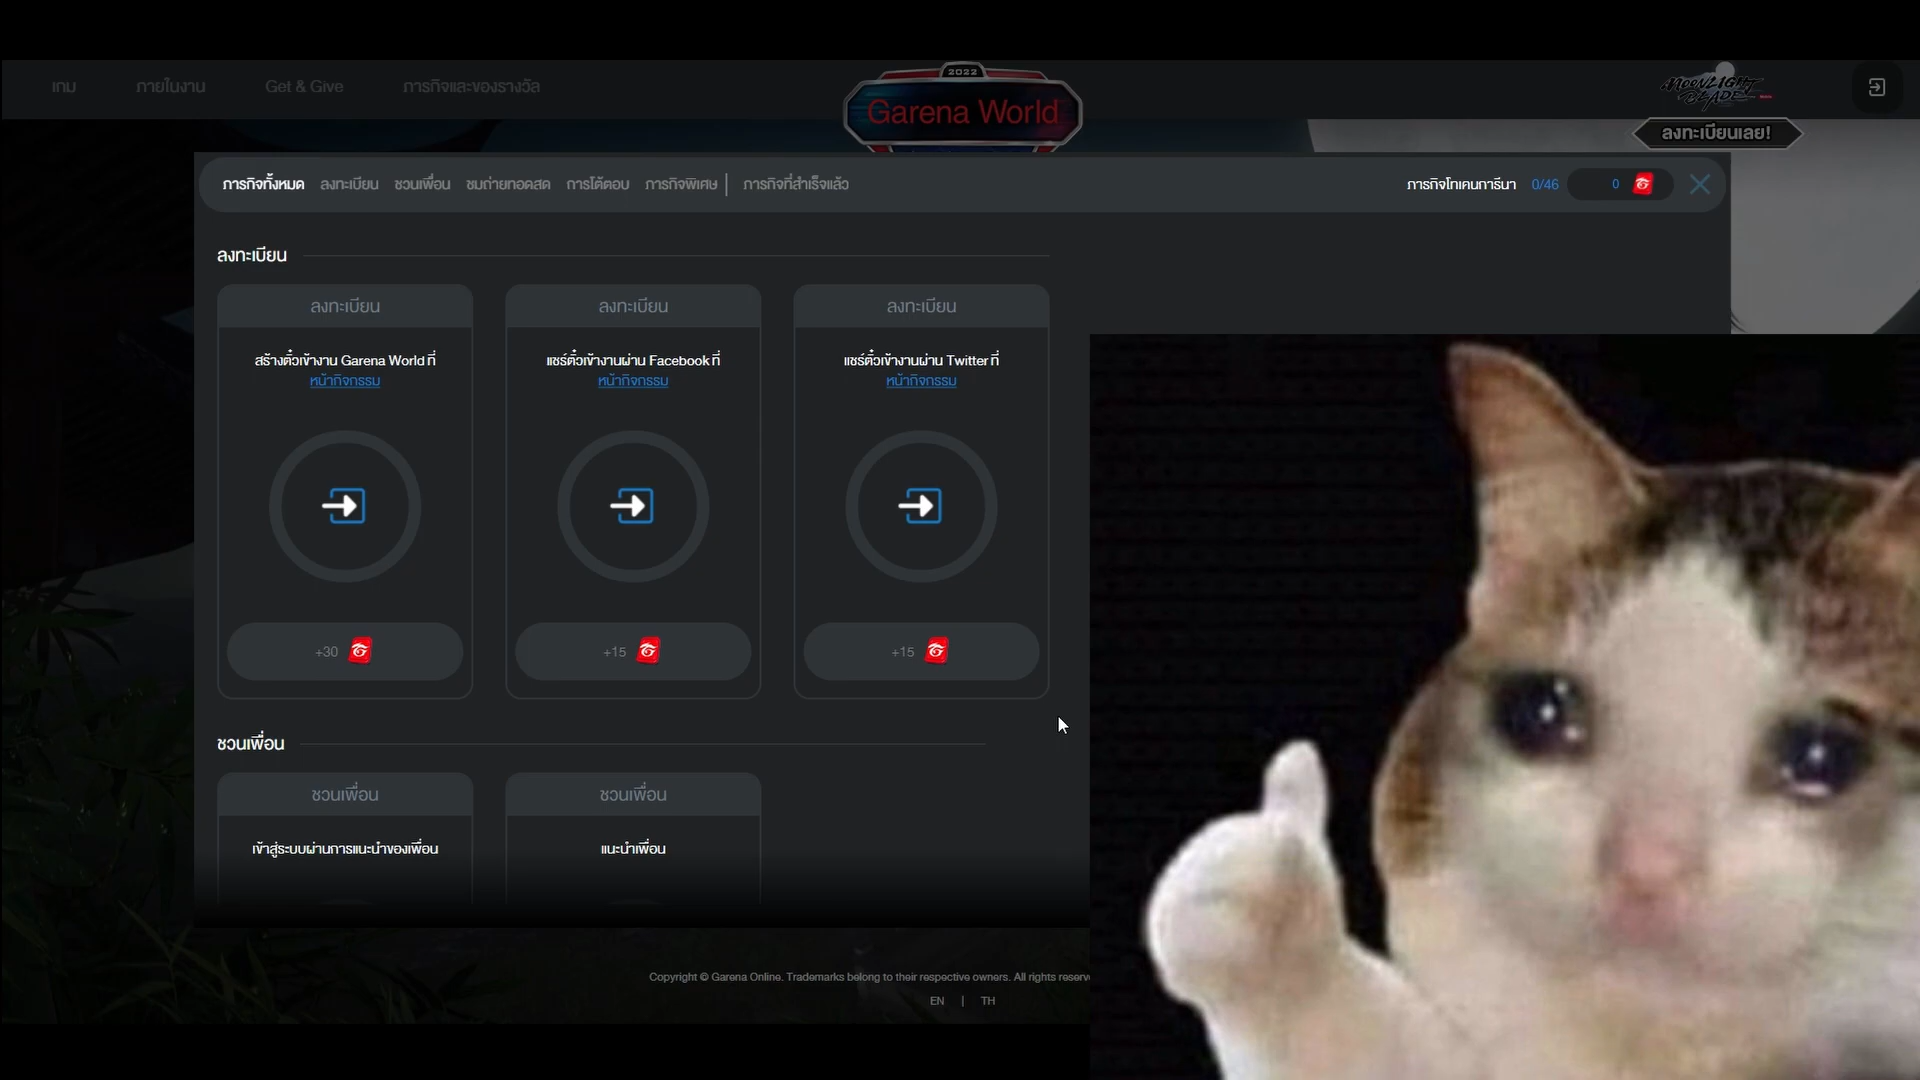 เกม ภายในงาน Get & Give ภารกิจและของรางวัล
2022
Garena World
MOONLIGHT
BLADE
ลงทะเบียนเลย!
ภารกิจทั้งหมด ลงทะเบียน ชวนเพื่อน ชมถ่ายทอดสด การโต้ตอบ ภารกิจพิเศษ | ภารกิจที่สำเร็จแล้ว ภารกิจโทเคนการีนา 0/46 0
ลงทะเบียน
ลงทะเบียน
สร้างตั๋วเข้างาน Garena World ที่
หน้ากิจกรรม
+30
ลงทะเบียน
แชร์ตั๋วเข้างานผ่าน Facebook ที่
หน้ากิจกรรม
+15
ลงทะเบียน
แชร์ตั๋วเข้างานผ่าน Twitter ที่
หน้ากิจกรรม
+15
ชวนเพื่อน
ชวนเพื่อน
เข้าสู่ระบบผ่านการแนะนำของเพื่อน
ชวนเพื่อน
แนะนำเพื่อน
Copyright © Garena Online. Trademarks belong to their respective owners. All rights reserv
EN | TH